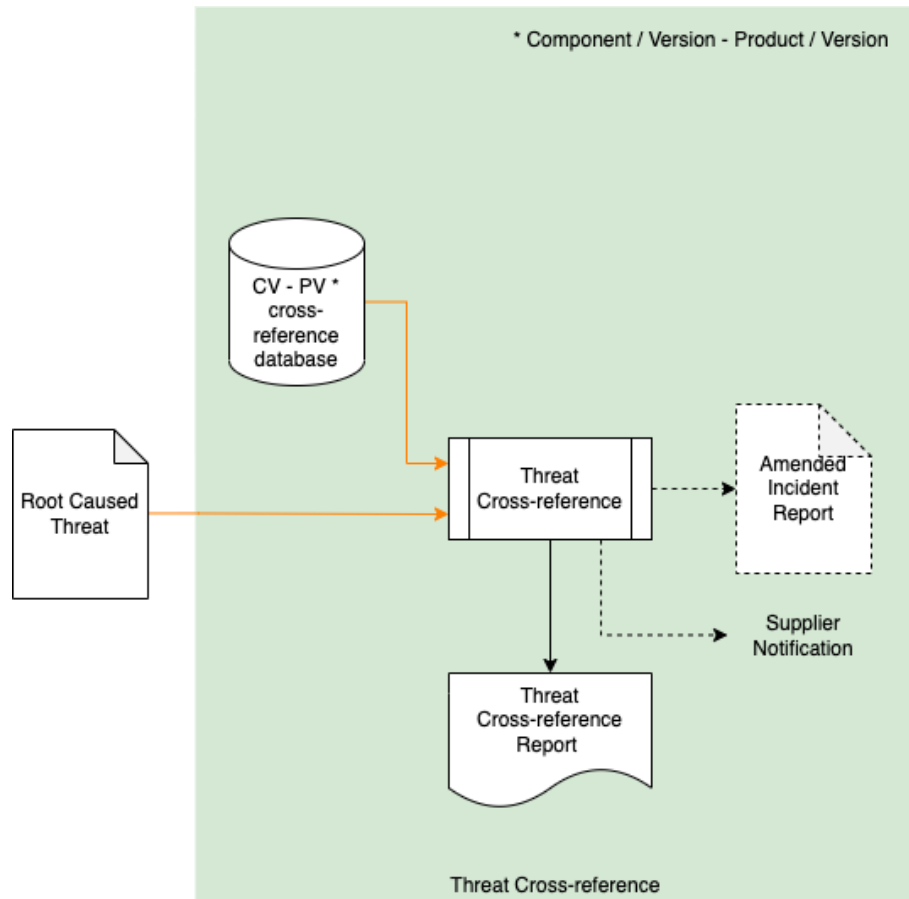 * Component / Version - Product / Version
CV - PV *
cross-
reference
database
Root Caused
Threat
Threat
Cross-reference
Amended
Incident
Report
Supplier
Notification
Threat
Cross-reference
Report
Threat Cross-reference